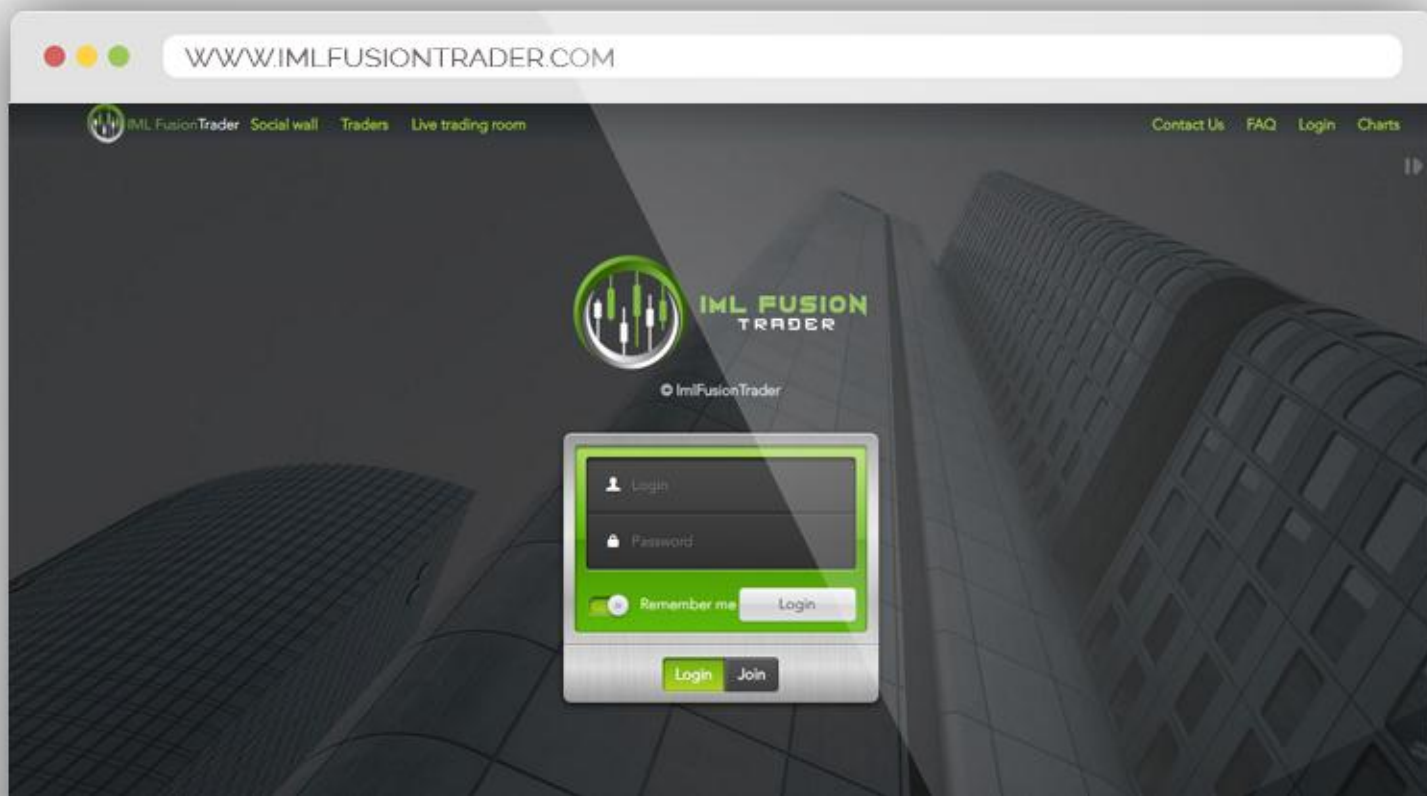 WWW.IMLFUSIONTRADER.COM
IML FusionTrader Social wall Traders Live trading room Contact Us FAQ Login Charts
IML FUSION
TRADER
© ImlFusionTrader
Login
Password
Remember me Login
Login Join